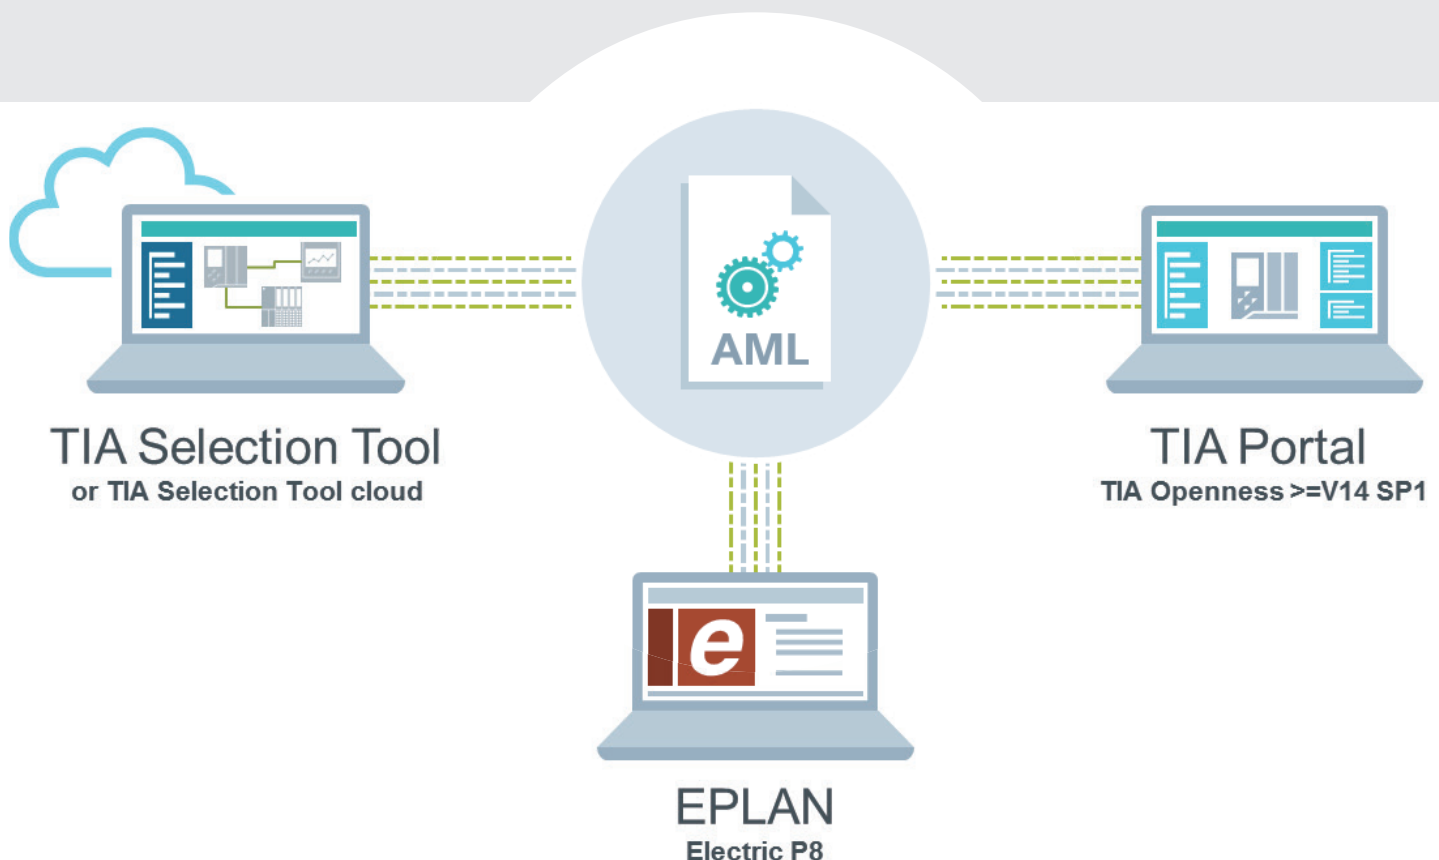 AML
TIA Selection Tool
or TIA Selection Tool cloud
TIA Portal
TIA Openness >=V14 SP1
e
EPLAN
Electric P8